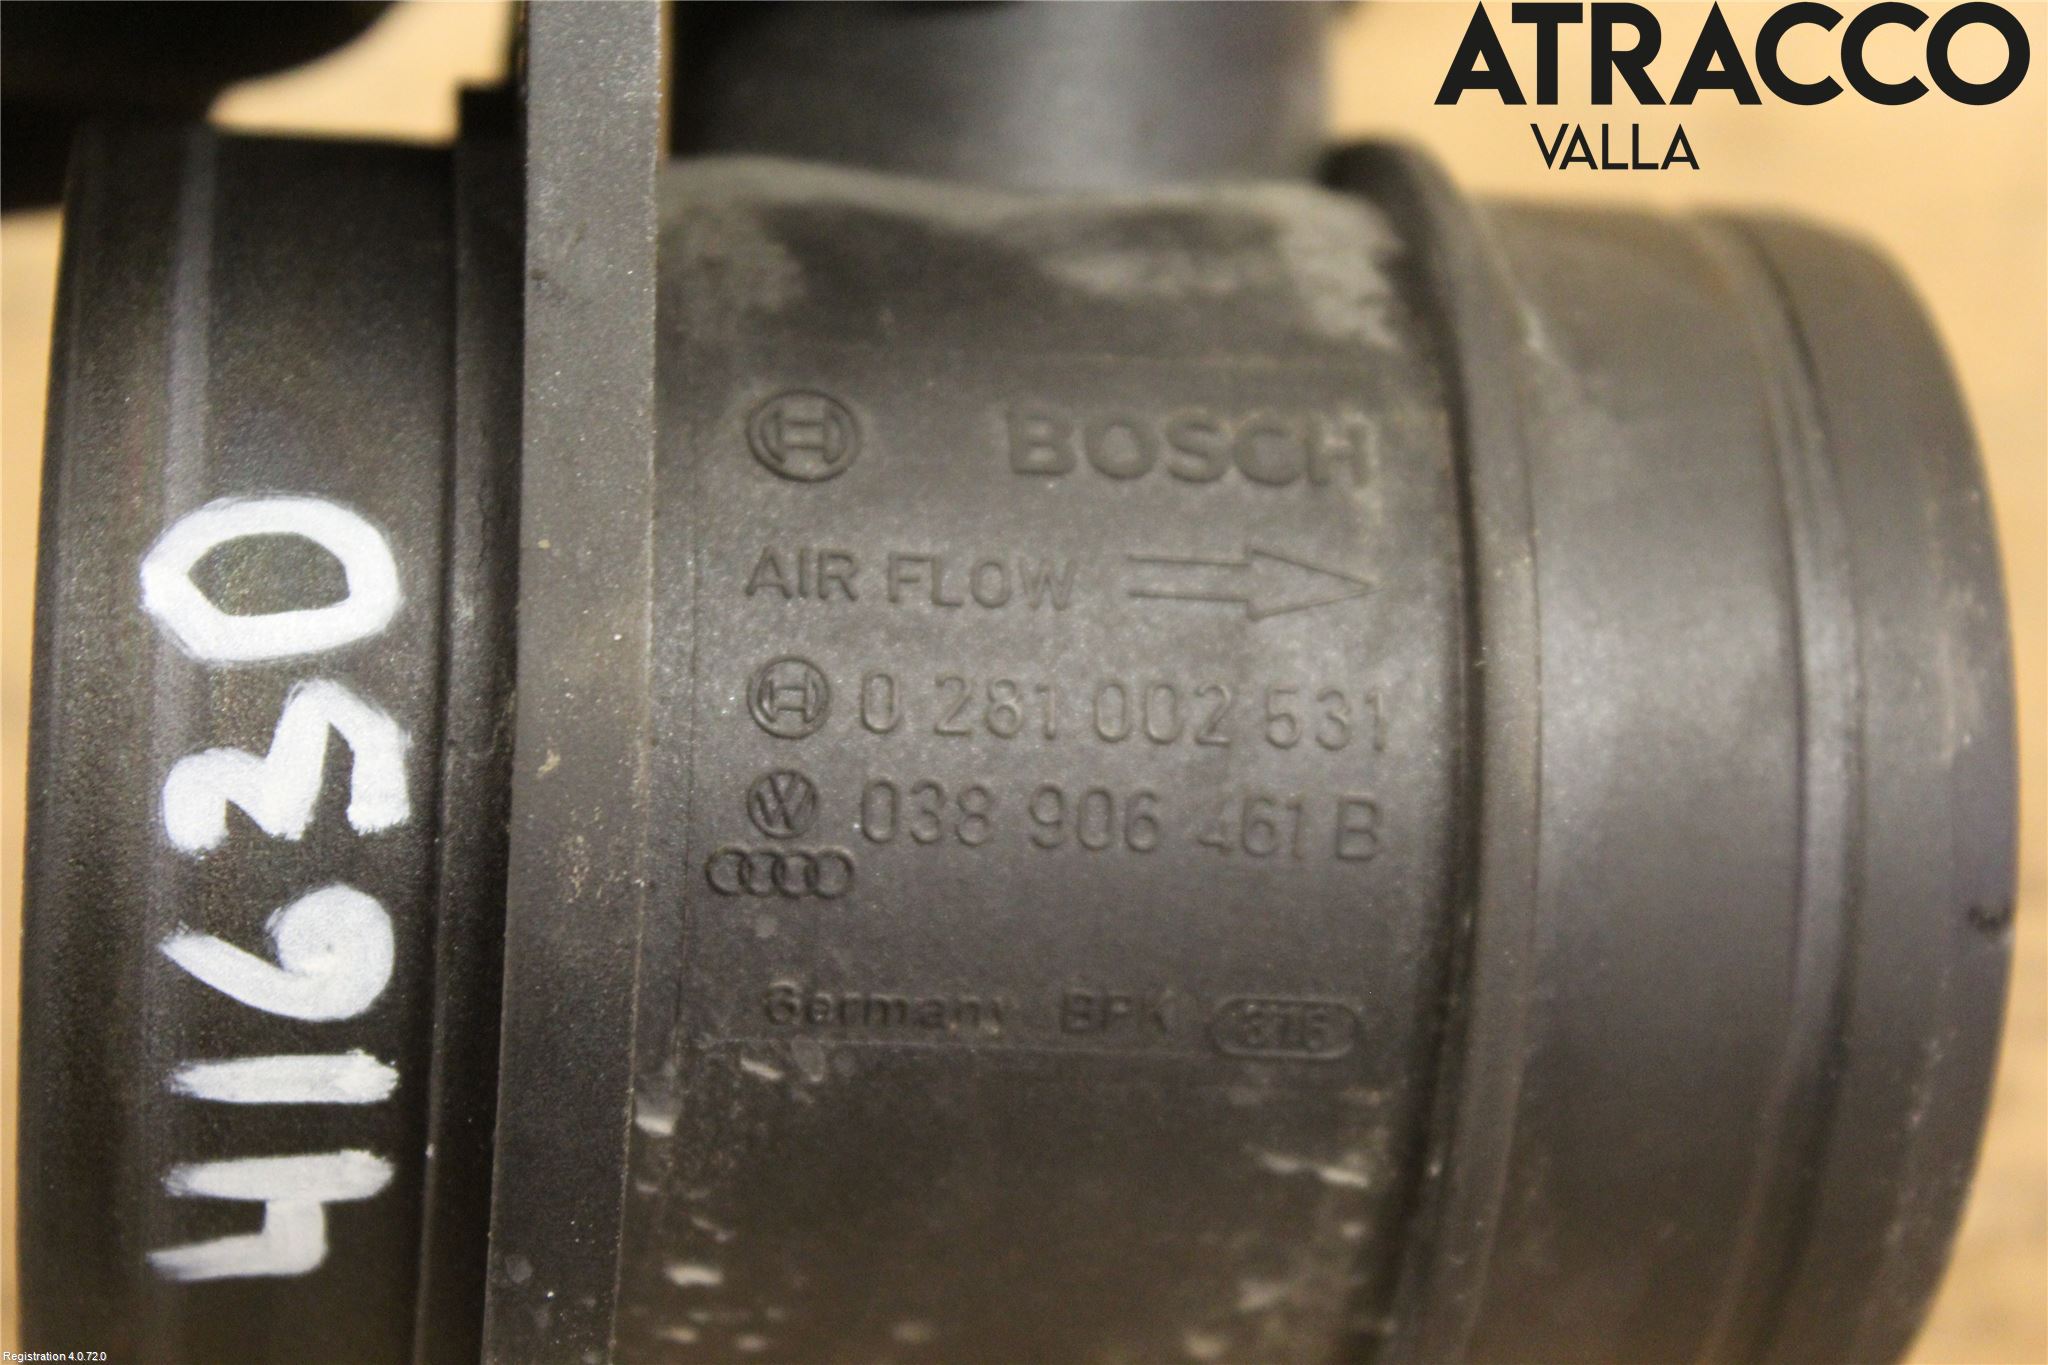 ATRACCO
VALLA
BOSCH
AIR FLOW
0 281 002 531
038 906 461 B
Germany BPK
41630
Registration 4.0.72.0